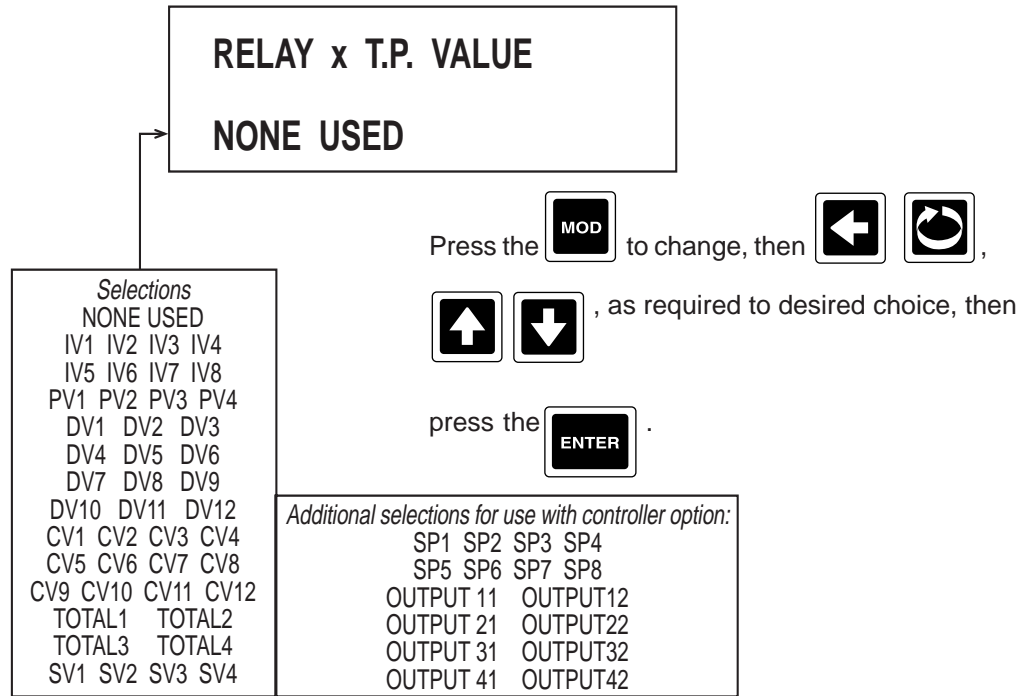 RELAY x T.P. VALUE
NONE USED
Press the MOD to change, then ,
, as required to desired choice, then
press the ENTER .
Selections
NONE USED
IV1 IV2 IV3 IV4
IV5 IV6 IV7 IV8
PV1 PV2 PV3 PV4
DV1 DV2 DV3
DV4 DV5 DV6
DV7 DV8 DV9
DV10 DV11 DV12
CV1 CV2 CV3 CV4
CV5 CV6 CV7 CV8
CV9 CV10 CV11 CV12
TOTAL1 TOTAL2
TOTAL3 TOTAL4
SV1 SV2 SV3 SV4
Additional selections for use with controller option:
SP1 SP2 SP3 SP4
SP5 SP6 SP7 SP8
OUTPUT 11 OUTPUT12
OUTPUT 21 OUTPUT22
OUTPUT 31 OUTPUT32
OUTPUT 41 OUTPUT42